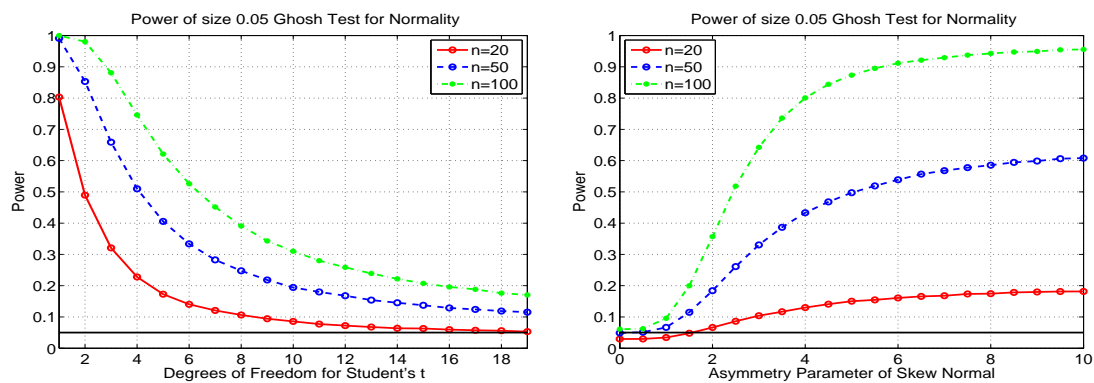 Power of size 0.05 Ghosh Test for Normality
1
0.9
0.8
0.7
0.6
0.5
0.4
0.3
0.2
0.1
0
Power
n=20
n=50
n=100
2 4 6 8 10 12 14 16 18
Degrees of Freedom for Student's t
Power of size 0.05 Ghosh Test for Normality
1
0.9
0.8
0.7
0.6
0.5
0.4
0.3
0.2
0.1
0
Power
n=20
n=50
n=100
0 2 4 6 8 10
Asymmetry Parameter of Skew Normal